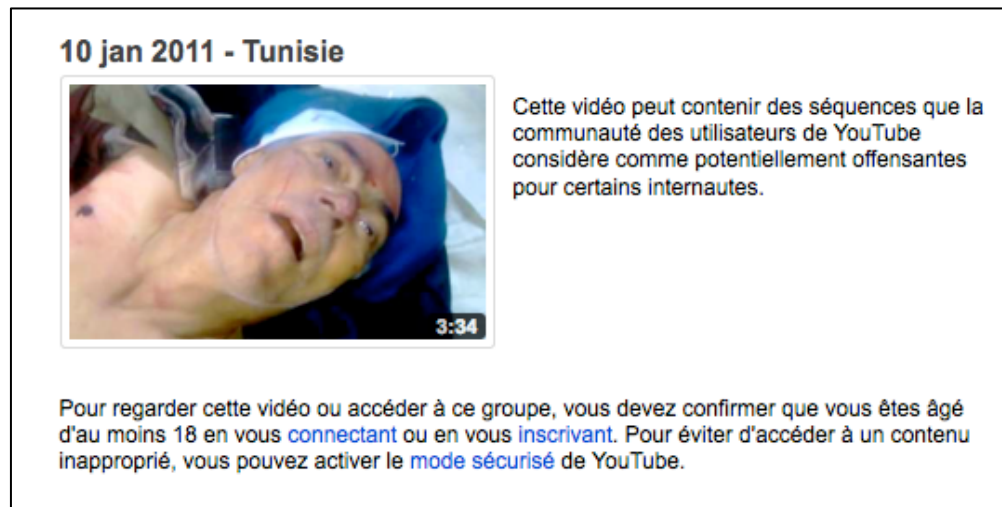 10 jan 2011 - Tunisie
Cette vidéo peut contenir des séquences que la
communauté des utilisateurs de YouTube
considère comme potentiellement offensantes
pour certains internautes.
3:34
Pour regarder cette vidéo ou accéder à ce groupe, vous devez confirmer que vous êtes âgé
d'au moins 18 en vous connectant ou en vous inscrivant. Pour éviter d'accéder à un contenu
inapproprié, vous pouvez activer le mode sécurisé de YouTube.